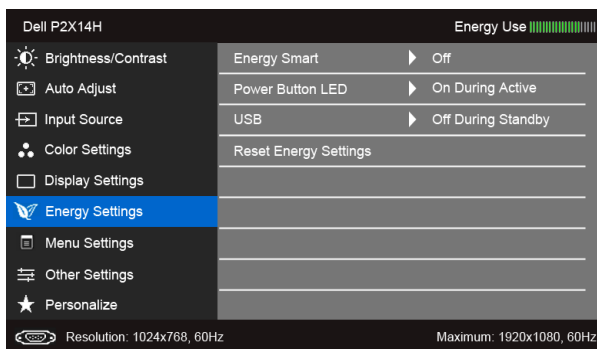 Dell P2X14H Energy Use
Brightness/Contrast Energy Smart Off
Auto Adjust Power Button LED On During Active
Input Source USB Off During Standby
Color Settings Reset Energy Settings
Display Settings
Energy Settings
Menu Settings
Other Settings
Personalize
Resolution: 1024x768, 60Hz Maximum: 1920x1080, 60Hz